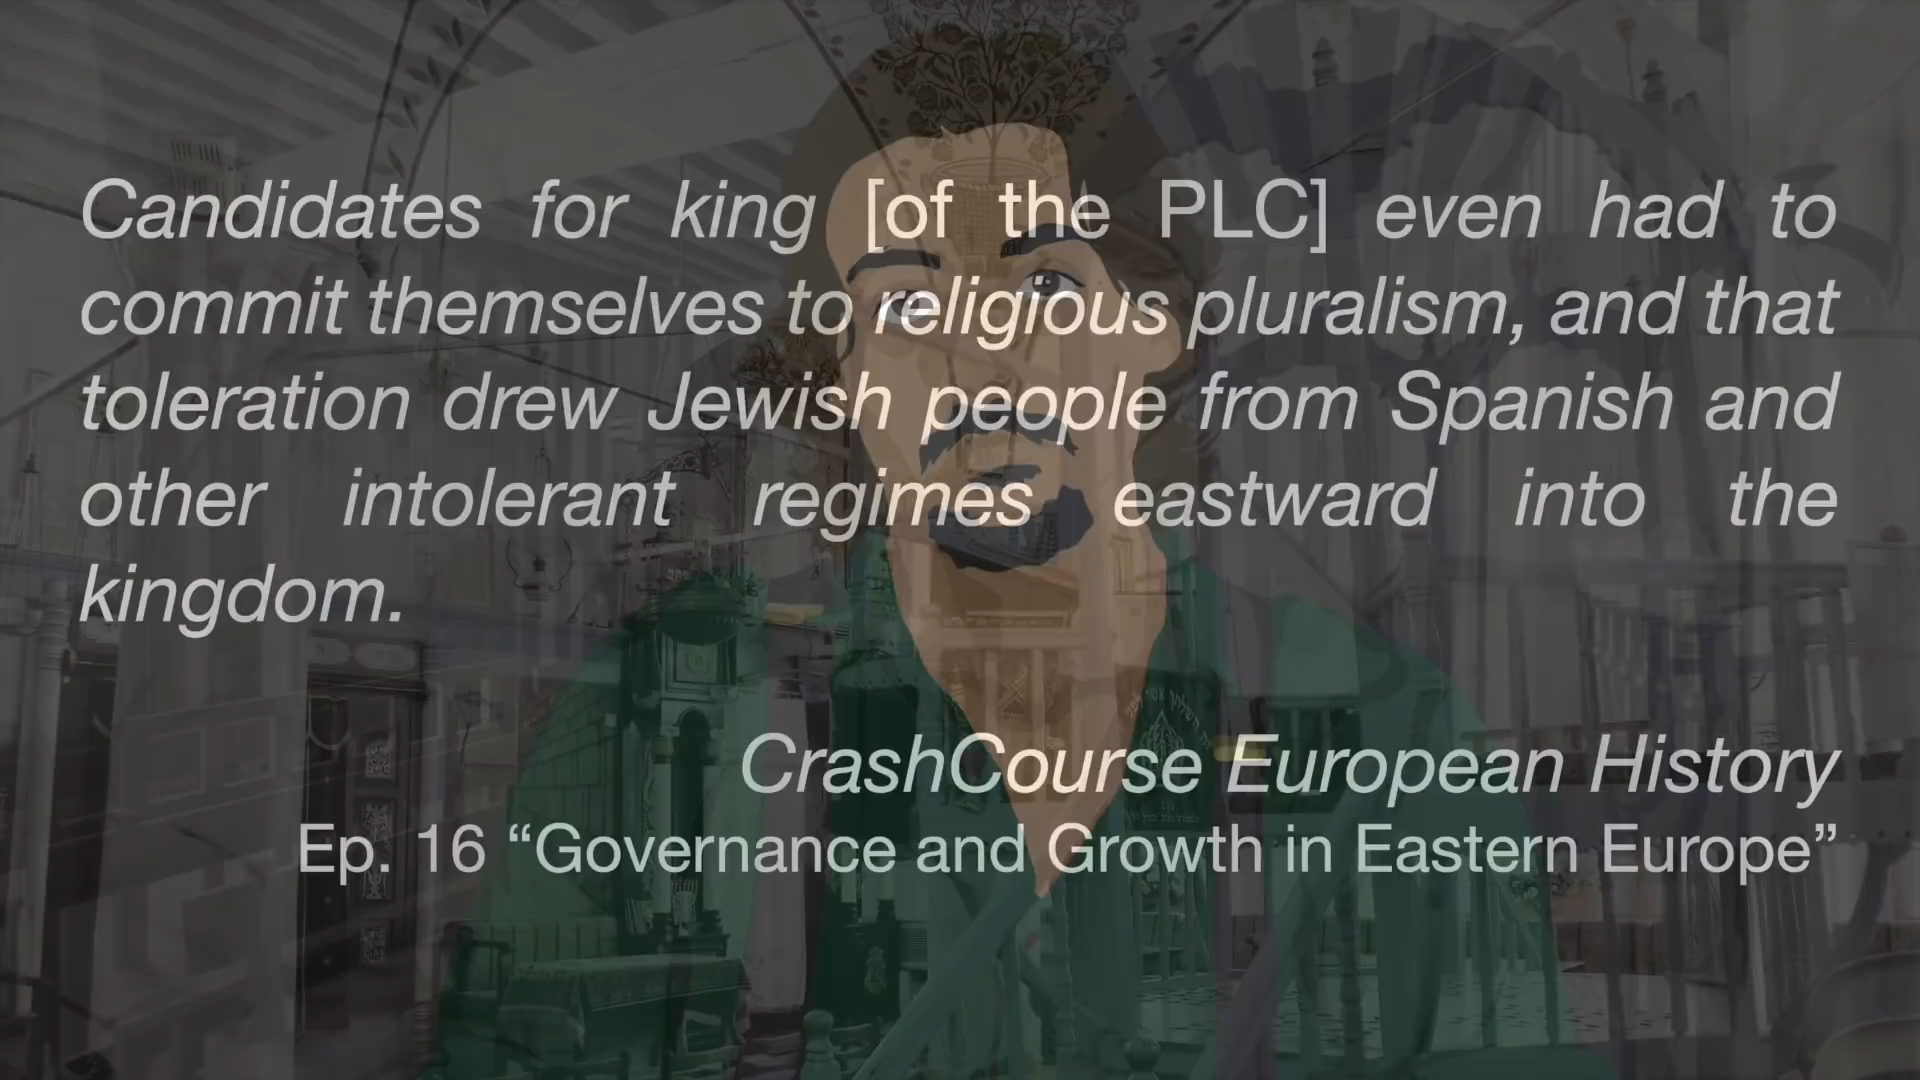 Candidates for king [of the PLC] even had to
commit themselves to religious pluralism, and that
toleration drew Jewish people from Spanish and
other intolerant regimes eastward into the
kingdom.
CrashCourse European History
Ep. 16 “Governance and Growth in Eastern Europe”